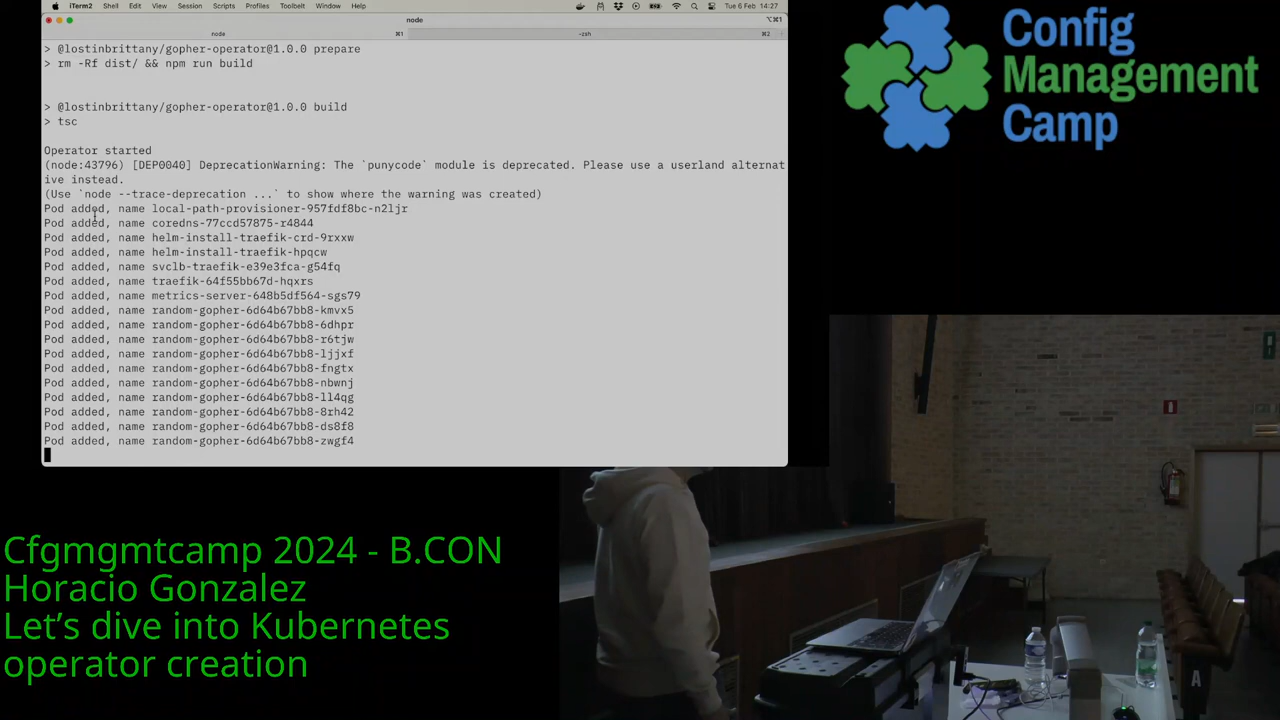 iTerm2 Shell Edit View Session Scripts Profiles Toolbelt Window Help Tue 6 Feb 14:27
node ⌥⌘1
node ⌘1 -zsh ⌘2
> @lostinbrittany/gopher-operator@1.0.0 prepare
> rm -Rf dist/ && npm run build
> @lostinbrittany/gopher-operator@1.0.0 build
> tsc
Operator started
(node:43796) [DEP0040] DeprecationWarning: The `punycode` module is deprecated. Please use a userland alternat
ive instead.
(Use `node --trace-deprecation ...` to show where the warning was created)
Pod added, name local-path-provisioner-957fdf8bc-n2ljr
Pod added, name coredns-77ccd57875-r4844
Pod added, name helm-install-traefik-crd-9rxxw
Pod added, name helm-install-traefik-hpqcw
Pod added, name svclb-traefik-e39e3fca-g54fq
Pod added, name traefik-64f55bb67d-hqxrs
Pod added, name metrics-server-648b5df564-sgs79
Pod added, name random-gopher-6d64b67bb8-kmvx5
Pod added, name random-gopher-6d64b67bb8-6dhpr
Pod added, name random-gopher-6d64b67bb8-r6tjw
Pod added, name random-gopher-6d64b67bb8-ljjxf
Pod added, name random-gopher-6d64b67bb8-fngtx
Pod added, name random-gopher-6d64b67bb8-nbwnj
Pod added, name random-gopher-6d64b67bb8-ll4qg
Pod added, name random-gopher-6d64b67bb8-8rh42
Pod added, name random-gopher-6d64b67bb8-ds8f8
Pod added, name random-gopher-6d64b67bb8-zwgf4
Config
Management
Camp
A
Cfgmgmtcamp 2024 - B.CON
Horacio Gonzalez
Let's dive into Kubernetes
operator creation